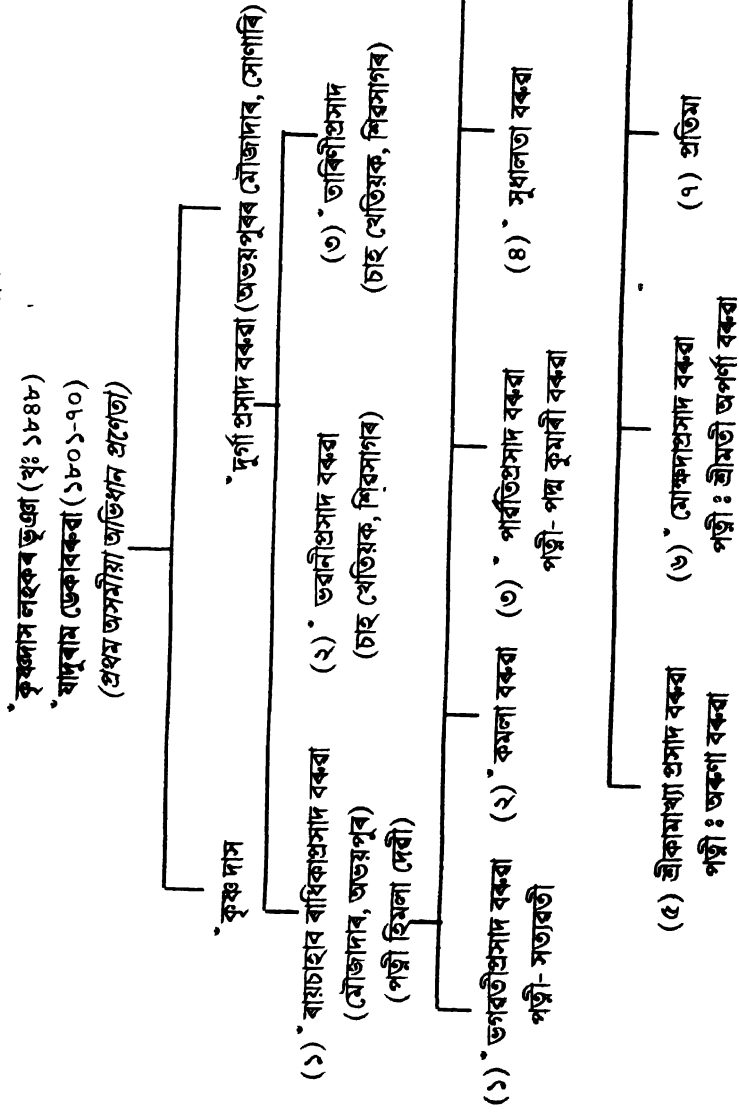 ঁকৃষ্ণদাস লহকৰ ভূঞা (খৃঃ ১৮৪৮)
ঁযাদুৰাম ডেকাবৰুৱা (১৮০১-৭০)
(প্ৰথম অসমীয়া অভিধান প্ৰণেতা)
ঁকৃষ্ণ দাস
ঁদুৰ্গা প্ৰসাদ বৰুৱা (অভয়পুৰৰ মৌজাদাৰ, সোণাৰি)
(১) ঁৰায়চাহাব ৰাধিকাপ্ৰসাদ বৰুৱা
(মৌজাদাৰ, অভয়পুৰ)
(পত্নী হিমলা দেৱী)
(২) ঁভৱানীপ্ৰসাদ বৰুৱা
(চাহ খেতিয়ক, শিৱসাগৰ)
(৩) ঁতাৰিণীপ্ৰসাদ
(চাহ খেতিয়ক, শিৱসাগৰ)
(১) ঁভগৱতীপ্ৰসাদ বৰুৱা
পত্নী- সত্যৱতী
(২) ঁকমলা বৰুৱা
(৩) ঁপাৰ্বতিপ্ৰসাদ বৰুৱা
পত্নী- পদ্ম কুমাৰী বৰুৱা
(৪) ঁসুধালতা বৰুৱা
(৫) শ্ৰীকামাখ্যা প্ৰসাদ বৰুৱা
পত্নী ঃ অৰুণা বৰুৱা
(৬) ঁমোক্ষদাপ্ৰসাদ বৰুৱা
পত্নী ঃ শ্ৰীমতী অপৰ্ণা বৰুৱা
(৭) প্ৰতিমা